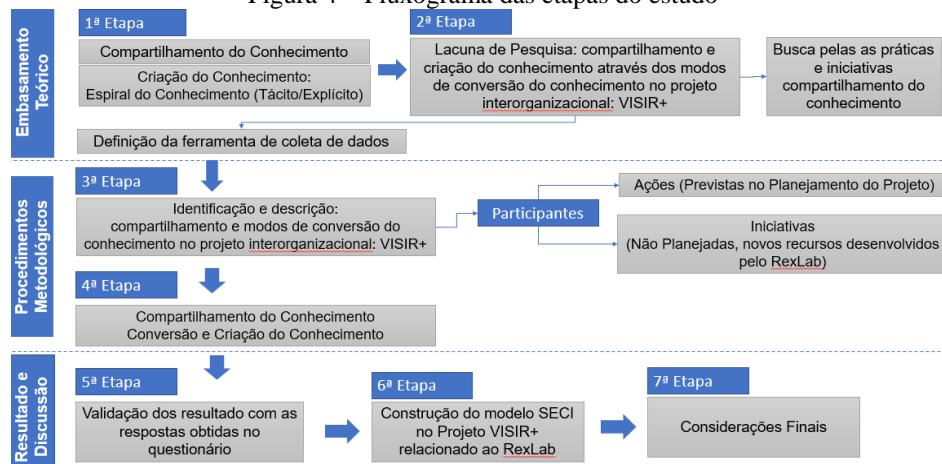 Figura 4 – Fluxograma das etapas do estudo
Embasamento
Teórico
1ª Etapa
Compartilhamento do Conhecimento
Criação do Conhecimento:
Espiral do Conhecimento (Tácito/Explícito)
2ª Etapa
Lacuna de Pesquisa: compartilhamento e
criação do conhecimento através dos modos
de conversão do conhecimento no projeto
interorganizacional: VISIR+
Busca pelas as práticas
e iniciativas
compartilhamento do
conhecimento
Definição da ferramenta de coleta de dados
Procedimentos
Metodológicos
3ª Etapa
Identificação e descrição:
compartilhamento e modos de conversão do
conhecimento no projeto interorganizacional: VISIR+
Participantes
Ações (Previstas no Planejamento do Projeto)
Iniciativas
(Não Planejadas, novos recursos desenvolvidos
pelo RexLab)
4ª Etapa
Compartilhamento do Conhecimento
Conversão e Criação do Conhecimento
Resultado e
Discussão
5ª Etapa
Validação dos resultado com as
respostas obtidas no
questionário
6ª Etapa
Construção do modelo SECI
no Projeto VISIR+
relacionado ao RexLab
7ª Etapa
Considerações Finais